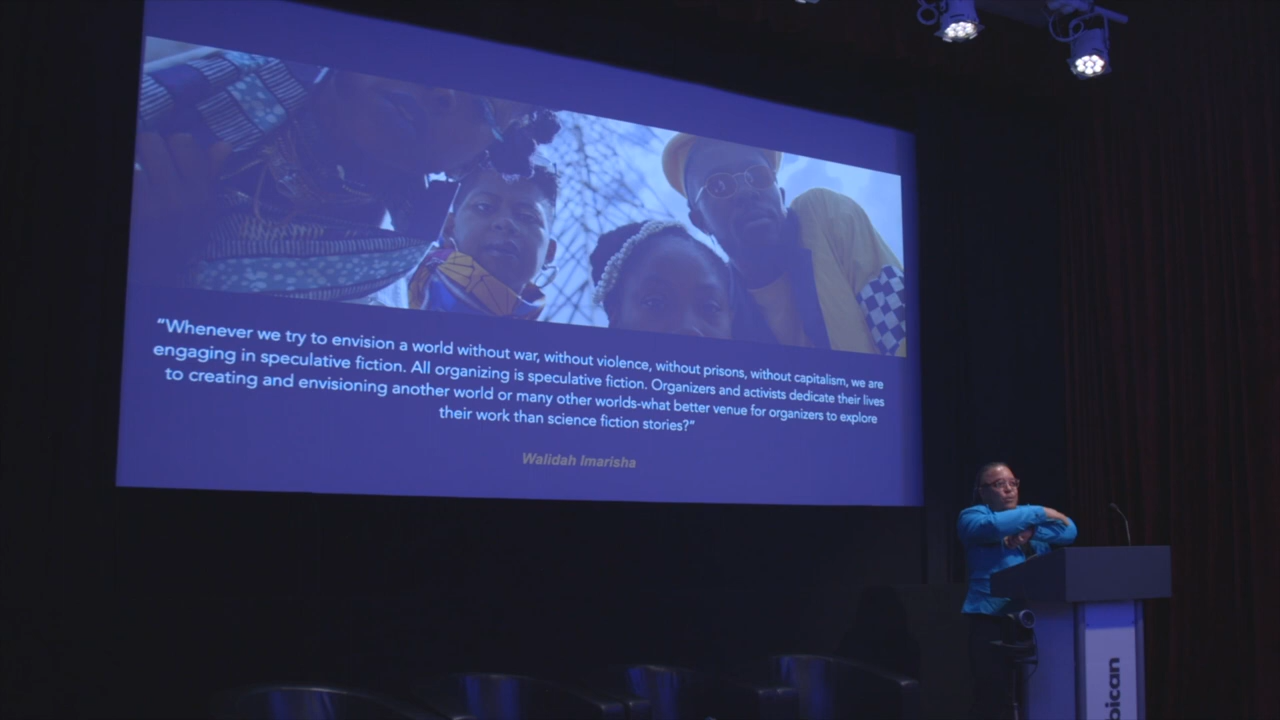 “Whenever we try to envision a world without war, without violence, without prisons, without capitalism, we are
engaging in speculative fiction. All organizing is speculative fiction. Organizers and activists dedicate their lives
to creating and envisioning another world or many other worlds-what better venue for organizers to explore
their work than science fiction stories?”
Walidah Imarisha
bican